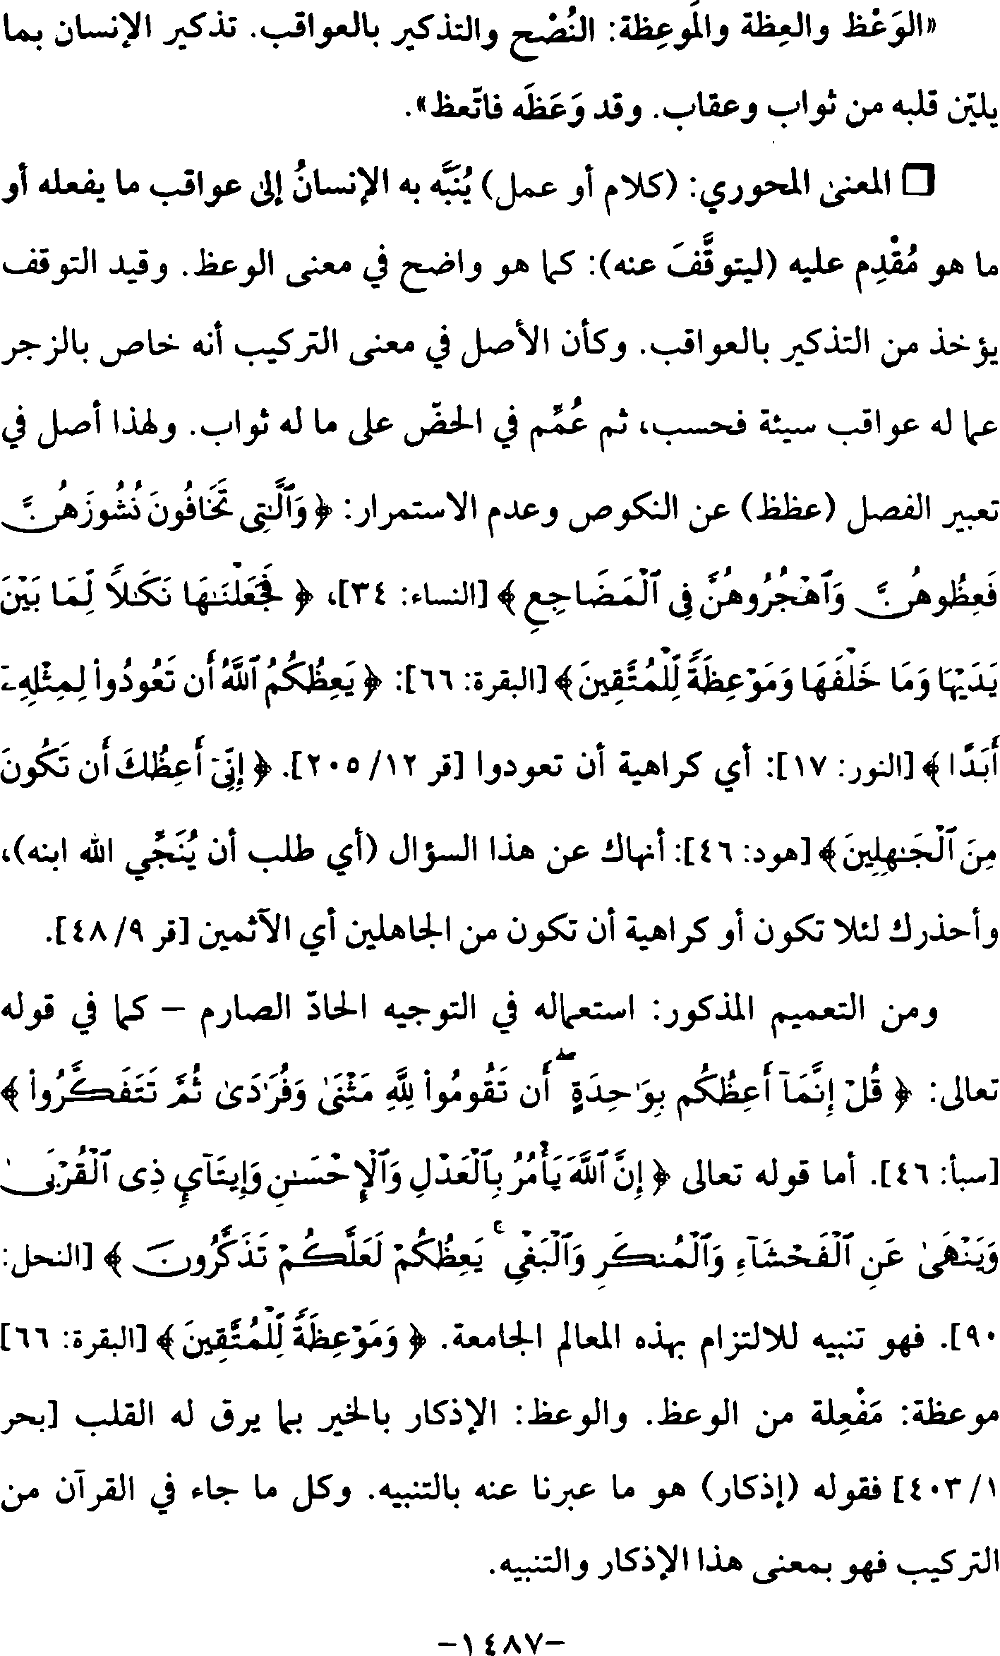 «الوَعْظ والعِظة والمَوعِظة: النُصْح والتذكير بالعواقب. تذكير الإنسان بما
يليّن قلبه من ثواب وعقاب. وقد وَعَظَه فاتّعظ».
□ المعنى المحوري: (كلام أو عمل) يُنَبَّه به الإنسانُ إلى عواقب ما يفعله أو
ما هو مُقْدِم عليه (ليتوقَّفَ عنه): كما هو واضح في معنى الوعظ. وقيد التوقف
يؤخذ من التذكير بالعواقب. وكأن الأصل في معنى التركيب أنه خاص بالزجر
عما له عواقب سيئة فحسب، ثم عُمِّم في الحضّ على ما له ثواب. ولهذا أصل في
تعبير الفصل (عظظ) عن النكوص وعدم الاستمرار: ﴿ وَٱلَّٰتِى تَخَافُونَ نُشُوزَهُنَّ
فَعِظُوهُنَّ وَٱهْجُرُوهُنَّ فِى ٱلْمَضَاجِعِ ﴾ [النساء: ٣٤]، ﴿ فَجَعَلْنَٰهَا نَكَٰلًا لِّمَا بَيْنَ
يَدَيْهَا وَمَا خَلْفَهَا وَمَوْعِظَةً لِّلْمُتَّقِينَ ﴾ [البقرة: ٦٦]: ﴿ يَعِظُكُمُ ٱللَّهُ أَن تَعُودُوا۟ لِمِثْلِهِۦٓ
أَبَدًا ﴾ [النور: ١٧]: أي كراهية أن تعودوا [قر ١٢/ ٢٠٥]. ﴿ إِنِّىٓ أَعِظُكَ أَن تَكُونَ
مِنَ ٱلْجَٰهِلِينَ ﴾ [هود: ٤٦]: أنهاك عن هذا السؤال (أي طلب أن يُنَجِّي الله ابنه)،
وأحذرك لئلا تكون أو كراهية أن تكون من الجاهلين أي الآثمين [قر ٩/ ٤٨].
ومن التعميم المذكور: استعماله في التوجيه الحادّ الصارم – كما في قوله
تعالى: ﴿ قُلْ إِنَّمَآ أَعِظُكُم بِوَٰحِدَةٍ ۖ أَن تَقُومُوا۟ لِلَّهِ مَثْنَىٰ وَفُرَٰدَىٰ ثُمَّ تَتَفَكَّرُوا۟ ﴾
[سبأ: ٤٦]. أما قوله تعالى ﴿ إِنَّ ٱللَّهَ يَأْمُرُ بِٱلْعَدْلِ وَٱلْإِحْسَٰنِ وَإِيتَآئِ ذِى ٱلْقُرْبَىٰ
وَيَنْهَىٰ عَنِ ٱلْفَحْشَآءِ وَٱلْمُنكَرِ وَٱلْبَغْىِ ۚ يَعِظُكُمْ لَعَلَّكُمْ تَذَكَّرُونَ ﴾ [النحل:
٩٠]. فهو تنبيه للالتزام بهذه المعالم الجامعة. ﴿ وَمَوْعِظَةً لِّلْمُتَّقِينَ ﴾ [البقرة: ٦٦]
موعظة: مَفْعِلة من الوعظ. والوعظ: الإذكار بالخير بما يرق له القلب [بحر
١/ ٤٠٣] فقوله (إذكار) هو ما عبرنا عنه بالتنبيه. وكل ما جاء في القرآن من
التركيب فهو بمعنى هذا الإذكار والتنبيه.
–١٤٨٧–